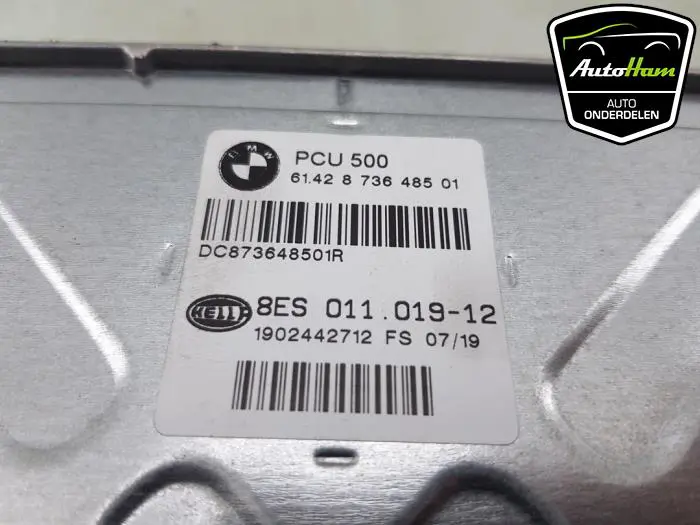 AutoHam
AUTO
ONDERDELEN
BMW
PCU 500
61.42 8 736 485 01
DC873648501R
HELLA
8ES 011.019-12
1902442712 FS 07/19